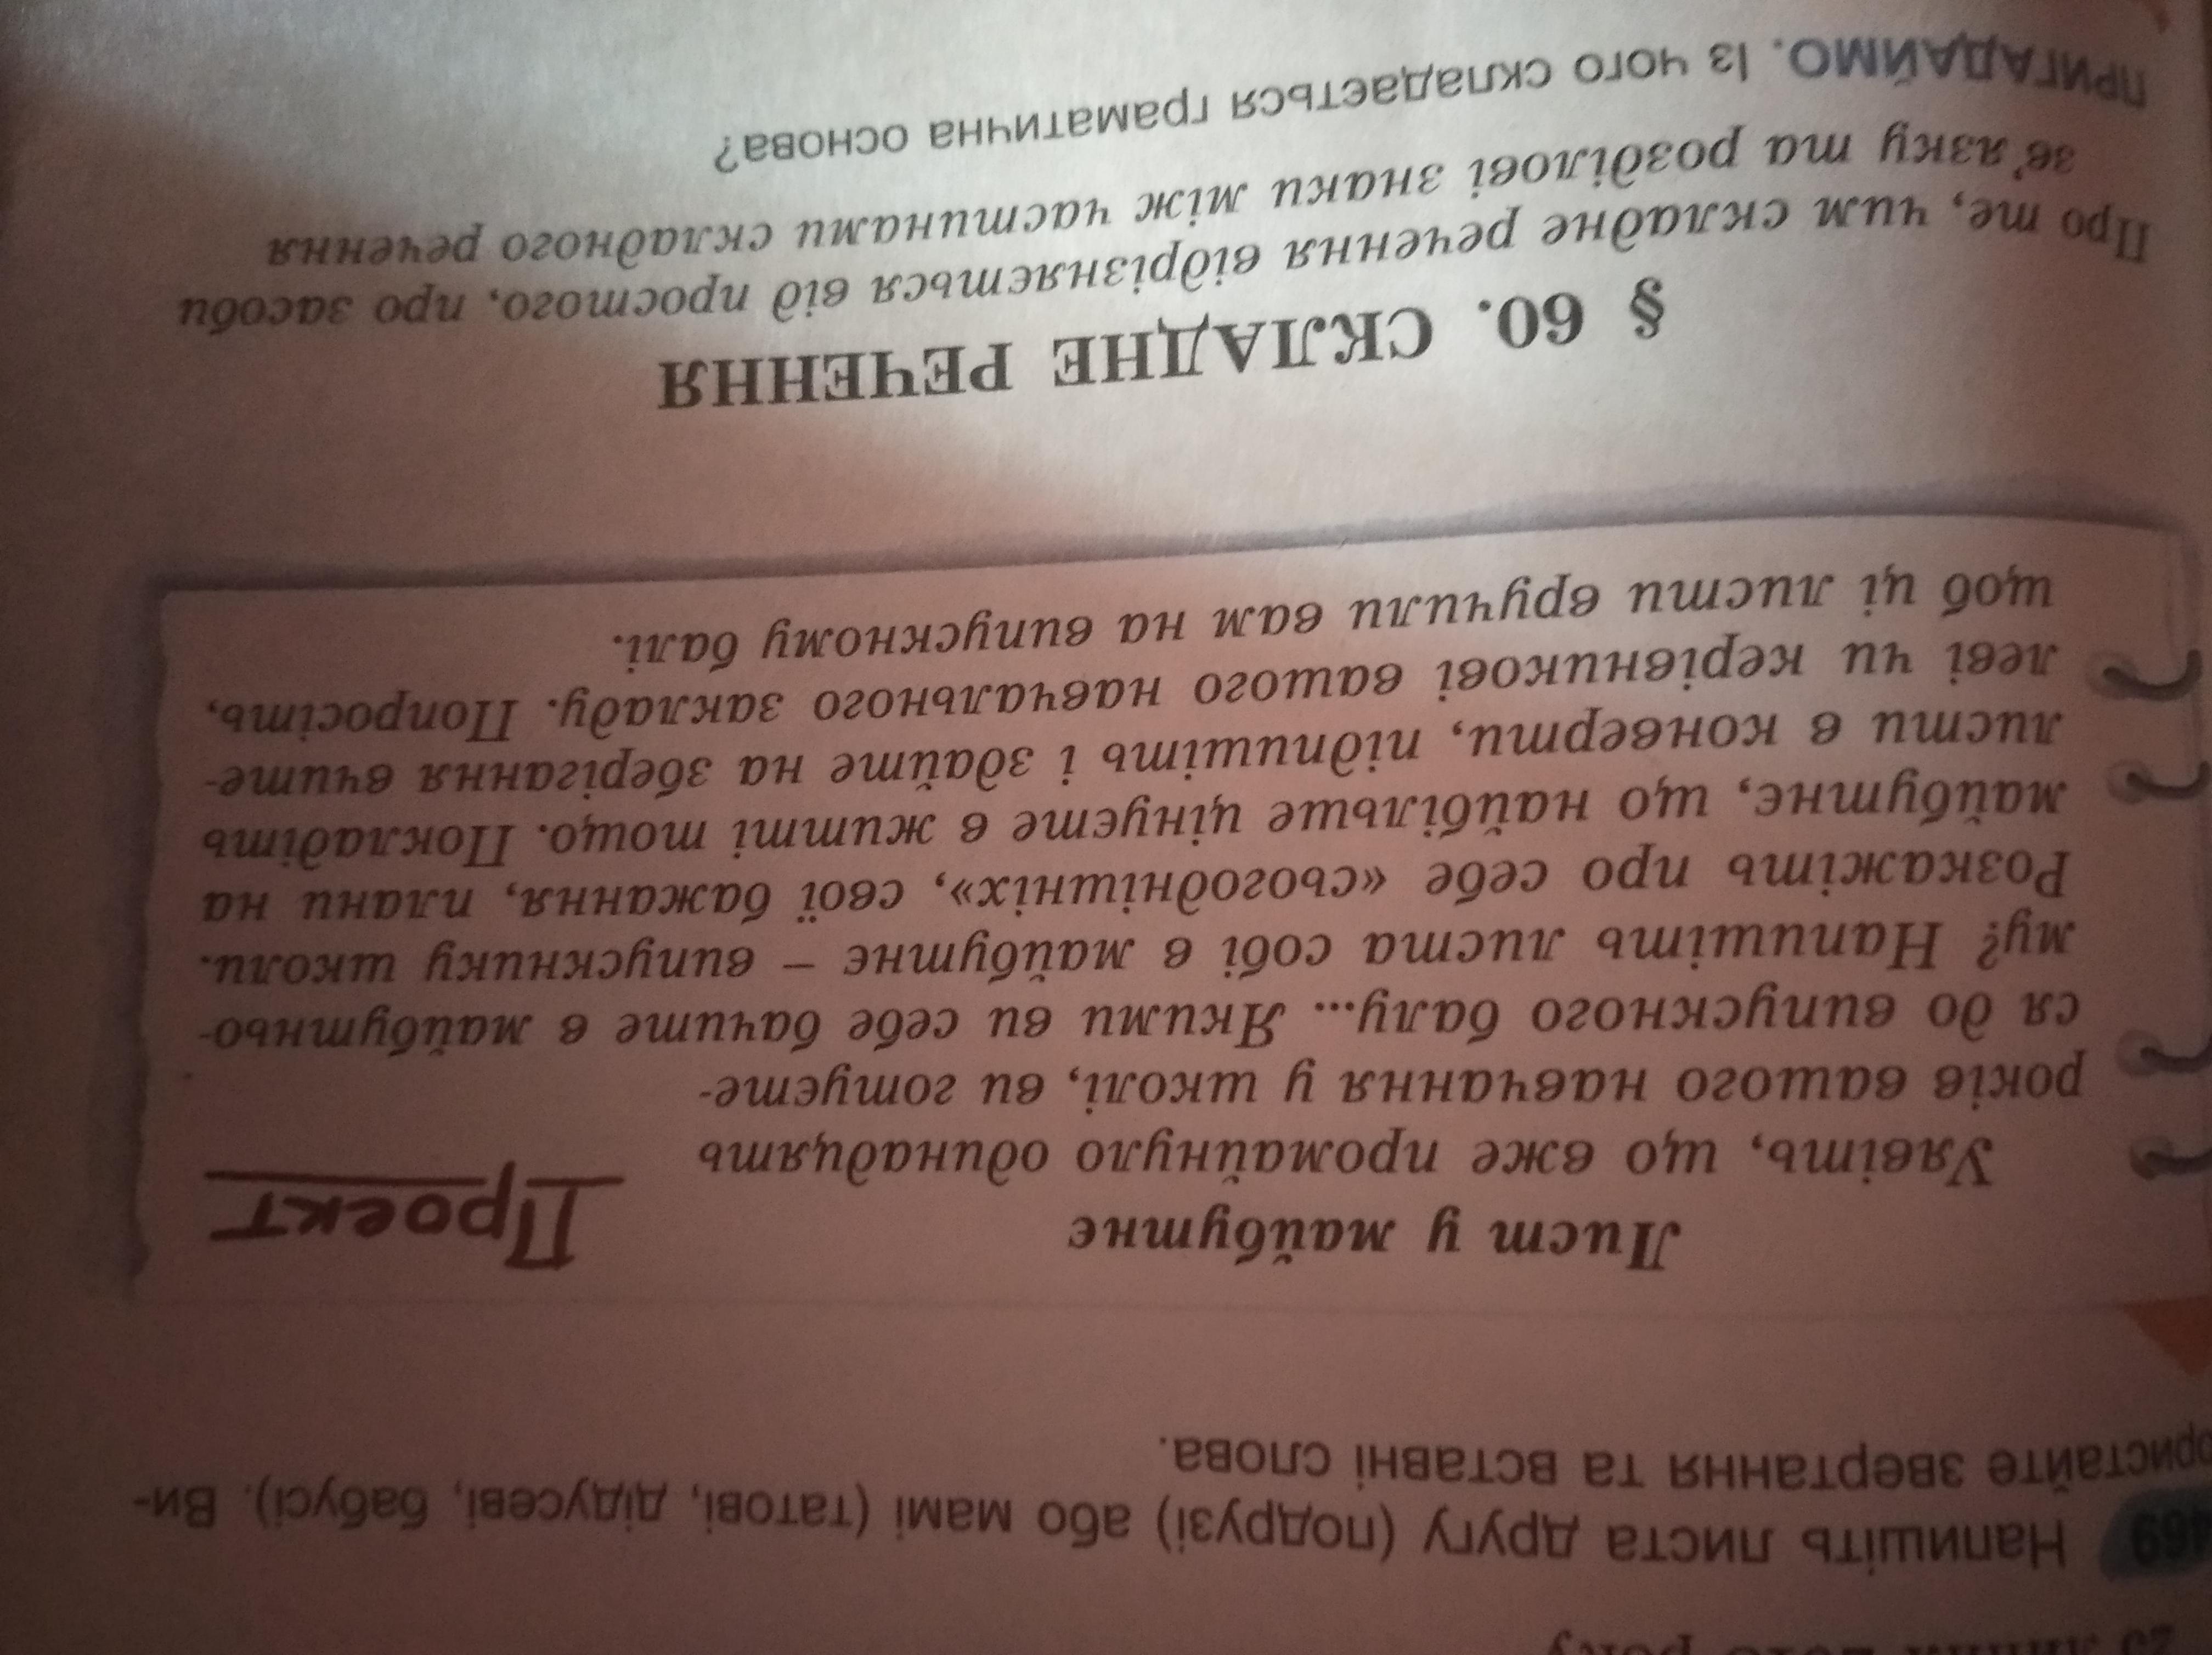 469 Напишіть листа другу (подрузі) або мамі (татові, дідусеві, бабусі). Ви-
ористайте звертання та вставні слова.
Лист у майбутнє
Проект
Уявіть, що вже промайнуло одинадцять
років вашого навчання у школі, ви готуєте-
ся до випускного балу... Якими ви себе бачите в майбутньо-
му? Напишіть листа собі в майбутнє – випускнику школи.
Розкажіть про себе «сьогоднішніх», свої бажання, плани на
майбутнє, що найбільше цінуєте в житті тощо. Покладіть
листи в конверти, підпишіть і здайте на зберігання вчите-
леві чи керівникові вашого навчального закладу. Попросіть,
щоб ці листи вручили вам на випускному балі.
§ 60. СКЛАДНЕ РЕЧЕННЯ
Про те, чим складне речення відрізняється від простого, про засоби
зв'язку та розділові знаки між частинами складного речення
ПРИГАДАЙМО. Із чого складається граматична основа?